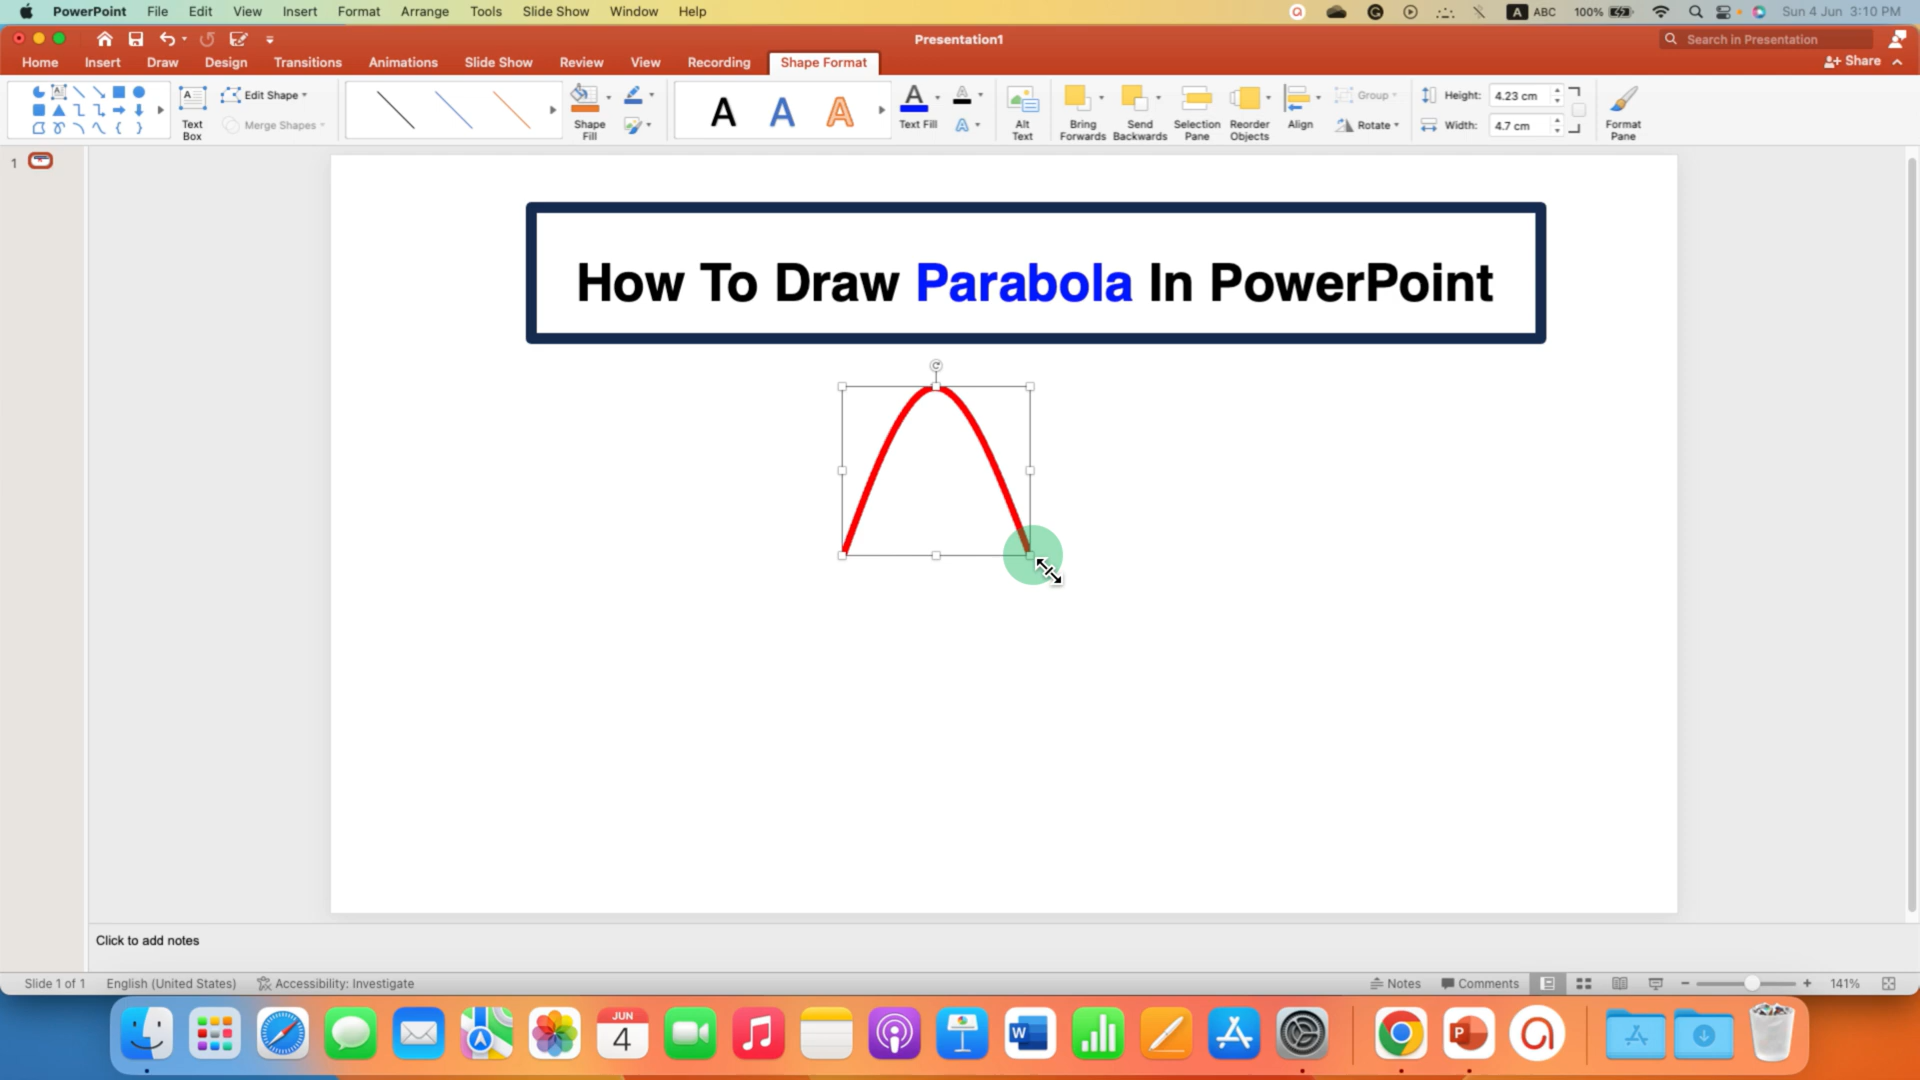 PowerPoint File Edit View Insert Format Arrange Tools Slide Show Window Help A ABC 100% Sun 4 Jun 3:10 PM
Presentation1 Search in Presentation
Home Insert Draw Design Transitions Animations Slide Show Review View Recording Shape Format Share
Text Box
Edit Shape
Merge Shapes
Shape Fill
A A A
Text Fill
Alt Text
Bring Forwards
Send Backwards
Selection Pane
Reorder Objects
Align
Group
Rotate
Height: 4.23 cm
Width: 4.7 cm
Format Pane
1
How To Draw Parabola In PowerPoint
Click to add notes
Slide 1 of 1 English (United States) Accessibility: Investigate Notes Comments 141%
JUN
4
W
P